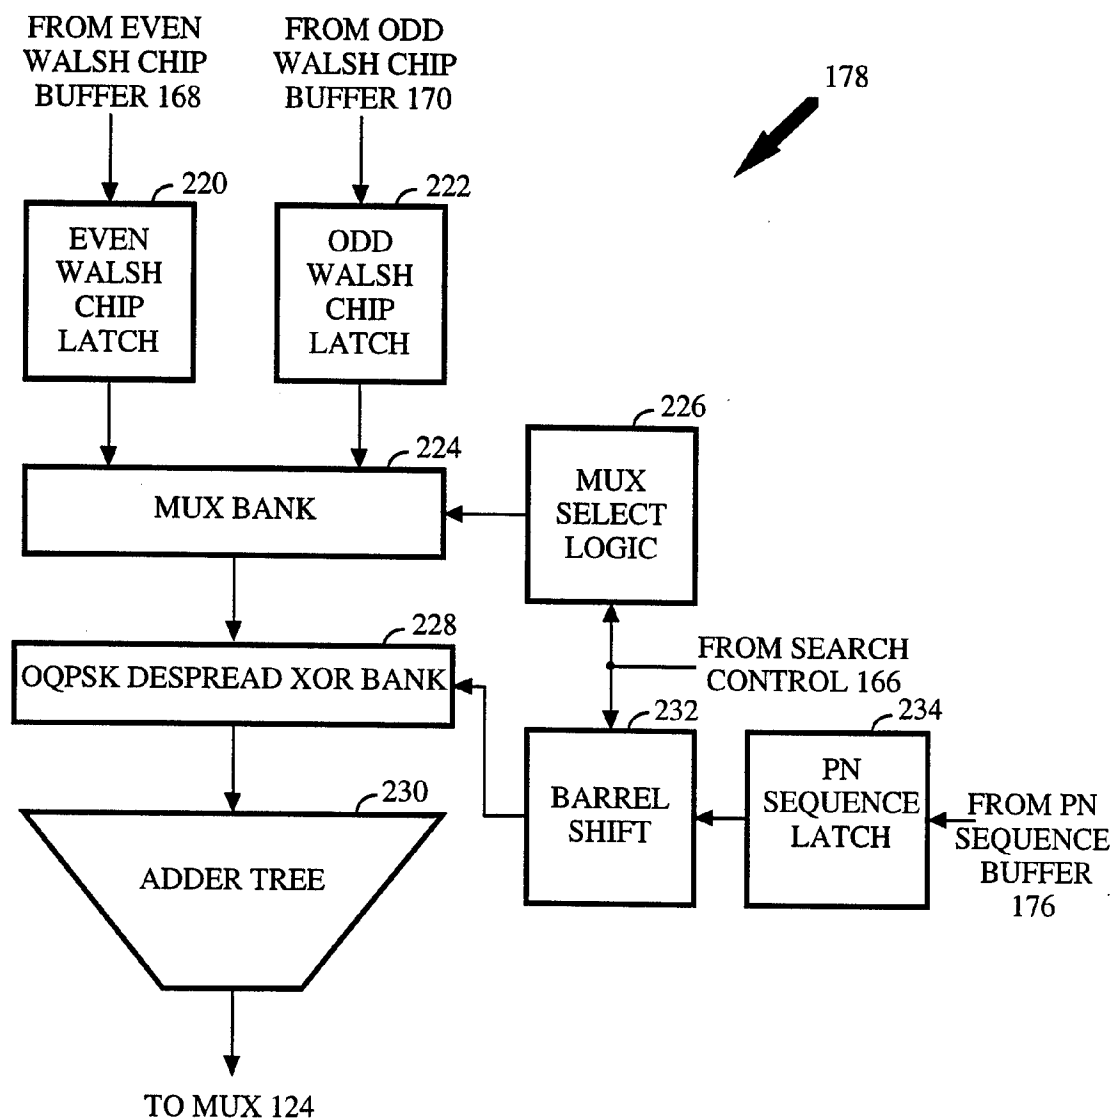 FROM EVEN
WALSH CHIP
BUFFER 168
FROM ODD
WALSH CHIP
BUFFER 170
178
220
EVEN
WALSH
CHIP
LATCH
222
ODD
WALSH
CHIP
LATCH
224
MUX BANK
226
MUX
SELECT
LOGIC
228
OQPSK DESPREAD XOR BANK
FROM SEARCH
CONTROL 166
232
BARREL
SHIFT
234
PN
SEQUENCE
LATCH
FROM PN
SEQUENCE
BUFFER
176
230
ADDER TREE
TO MUX 124